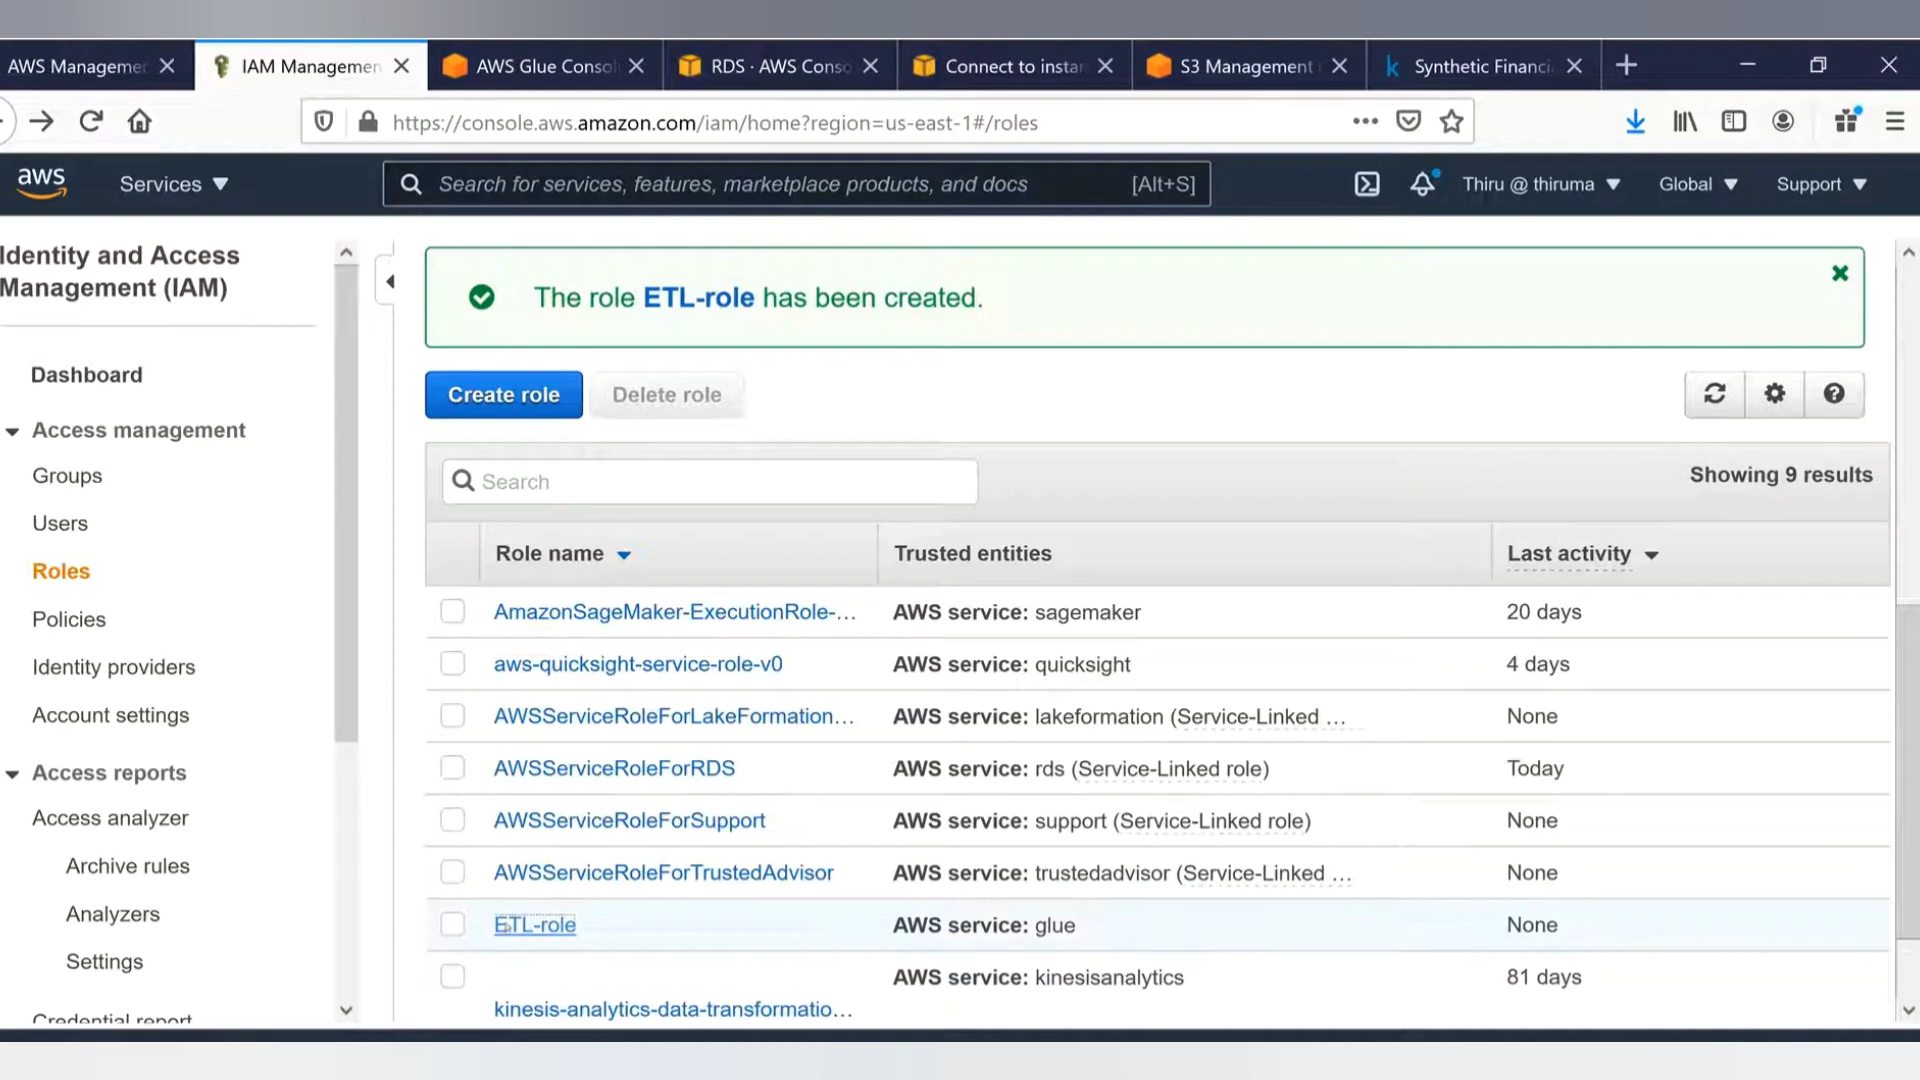 AWS Managemen
IAM Managemen
AWS Glue Consol
RDS · AWS Conso
Connect to instan
S3 Management
Synthetic Financi
https://console.aws.amazon.com/iam/home?region=us-east-1#/roles
aws
Services
Search for services, features, marketplace products, and docs
[Alt+S]
Thiru @ thiruma
Global
Support
Identity and Access
Management (IAM)
Dashboard
Access management
Groups
Users
Roles
Policies
Identity providers
Account settings
Access reports
Access analyzer
Archive rules
Analyzers
Settings
Credential report
The role ETL-role has been created.
Create role
Delete role
Search
Showing 9 results
Role name
Trusted entities
Last activity
AmazonSageMaker-ExecutionRole-... AWS service: sagemaker 20 days
aws-quicksight-service-role-v0 AWS service: quicksight 4 days
AWSServiceRoleForLakeFormation... AWS service: lakeformation (Service-Linked ... None
AWSServiceRoleForRDS AWS service: rds (Service-Linked role) Today
AWSServiceRoleForSupport AWS service: support (Service-Linked role) None
AWSServiceRoleForTrustedAdvisor AWS service: trustedadvisor (Service-Linked ... None
ETL-role AWS service: glue None
AWS service: kinesisanalytics 81 days
kinesis-analytics-data-transformatio...